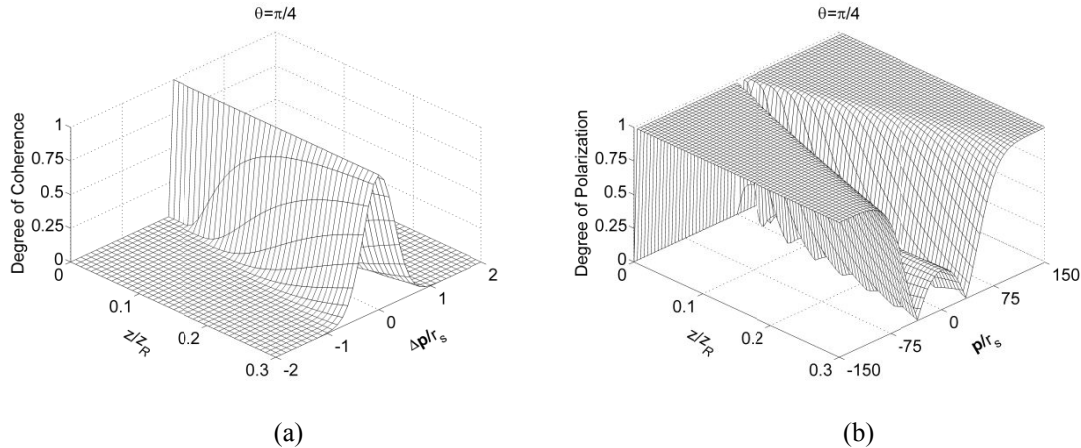 θ=π/4
Degree of Coherence
1
0.75
0.5
0.25
0
0
0.1
0.2
0.3
z/z_R
-2
-1
0
1
2
Δp/r_s
(a)
θ=π/4
Degree of Polarization
1
0.75
0.5
0.25
0
0
0.1
0.2
0.3
z/z_R
-150
-75
0
75
150
p/r_s
(b)